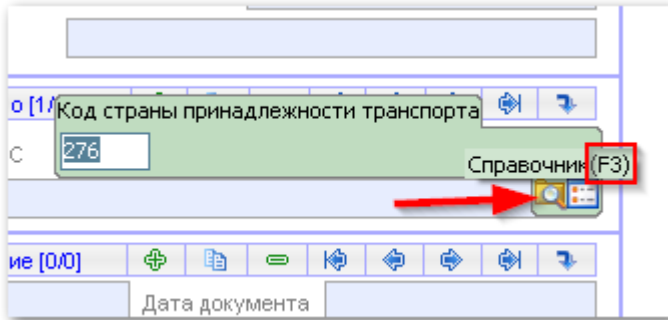 о [1/
Код страны принадлежности транспорта
С
276
Справочник (F3)
ие [0/0]
Дата документа